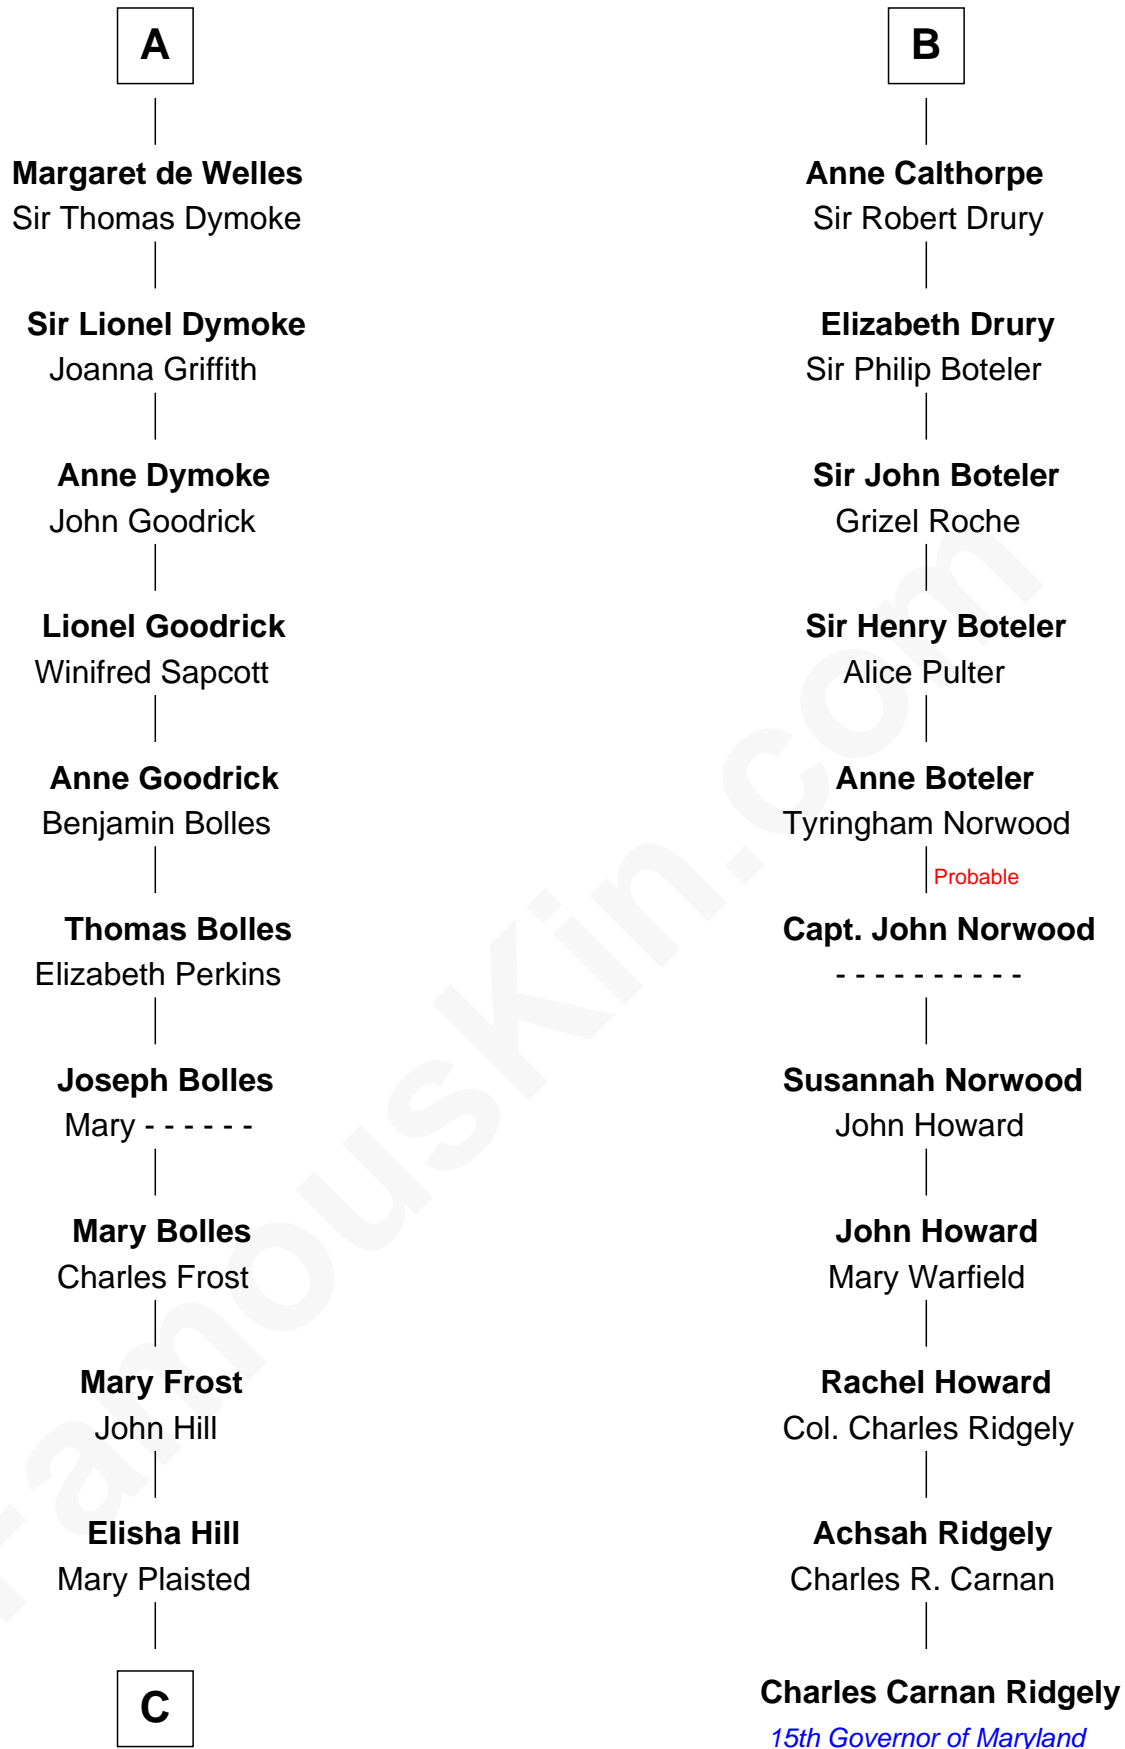 A
Margaret de Welles
Sir Thomas Dymoke
Sir Lionel Dymoke
Joanna Griffith
Anne Dymoke
John Goodrick
Lionel Goodrick
Winifred Sapcott
Anne Goodrick
Benjamin Bolles
Thomas Bolles
Elizabeth Perkins
Joseph Bolles
Mary - - - - - -
Mary Bolles
Charles Frost
Mary Frost
John Hill
Elisha Hill
Mary Plaisted
C
B
Anne Calthorpe
Sir Robert Drury
Elizabeth Drury
Sir Philip Boteler
Sir John Boteler
Grizel Roche
Sir Henry Boteler
Alice Pulter
Anne Boteler
Tyringham Norwood
Probable
Capt. John Norwood
- - - - - - - - - -
Susannah Norwood
John Howard
John Howard
Mary Warfield
Rachel Howard
Col. Charles Ridgely
Achsah Ridgely
Charles R. Carnan
Charles Carnan Ridgely
15th Governor of Maryland
FamousKin.com